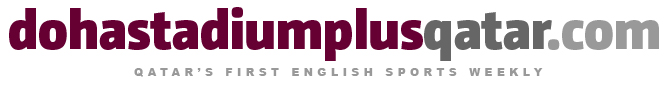 dohastadiumplusqatar.com
QATAR'S FIRST ENGLISH SPORTS WEEKLY